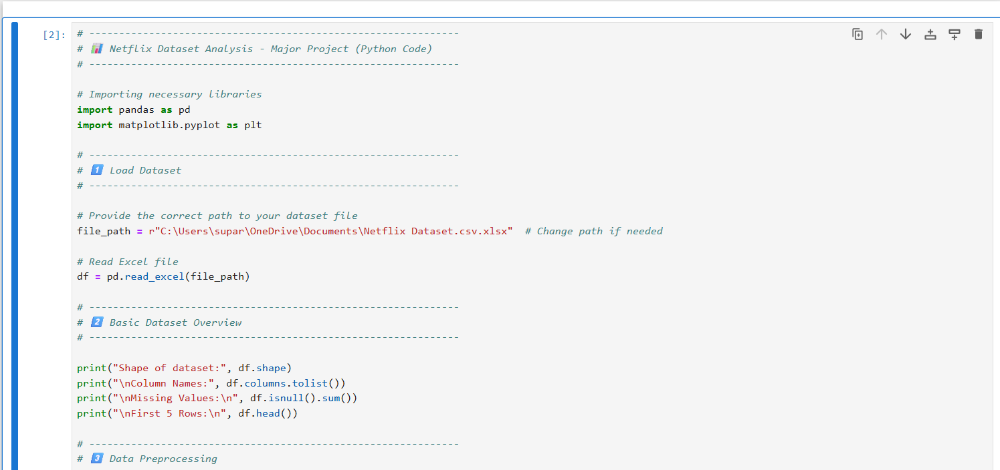 [2]:
# --------------------------------------------------------------
# 📊 Netflix Dataset Analysis - Major Project (Python Code)
# --------------------------------------------------------------
# Importing necessary libraries
import pandas as pd
import matplotlib.pyplot as plt
# --------------------------------------------------------------
# 1️⃣ Load Dataset
# --------------------------------------------------------------
# Provide the correct path to your dataset file
file_path = r"C:\Users\supar\OneDrive\Documents\Netflix Dataset.csv.xlsx"  # Change path if needed
# Read Excel file
df = pd.read_excel(file_path)
# --------------------------------------------------------------
# 2️⃣ Basic Dataset Overview
# --------------------------------------------------------------
print("Shape of dataset:", df.shape)
print("\nColumn Names:", df.columns.tolist())
print("\nMissing Values:\n", df.isnull().sum())
print("\nFirst 5 Rows:\n", df.head())
# --------------------------------------------------------------
# 3️⃣ Data Preprocessing